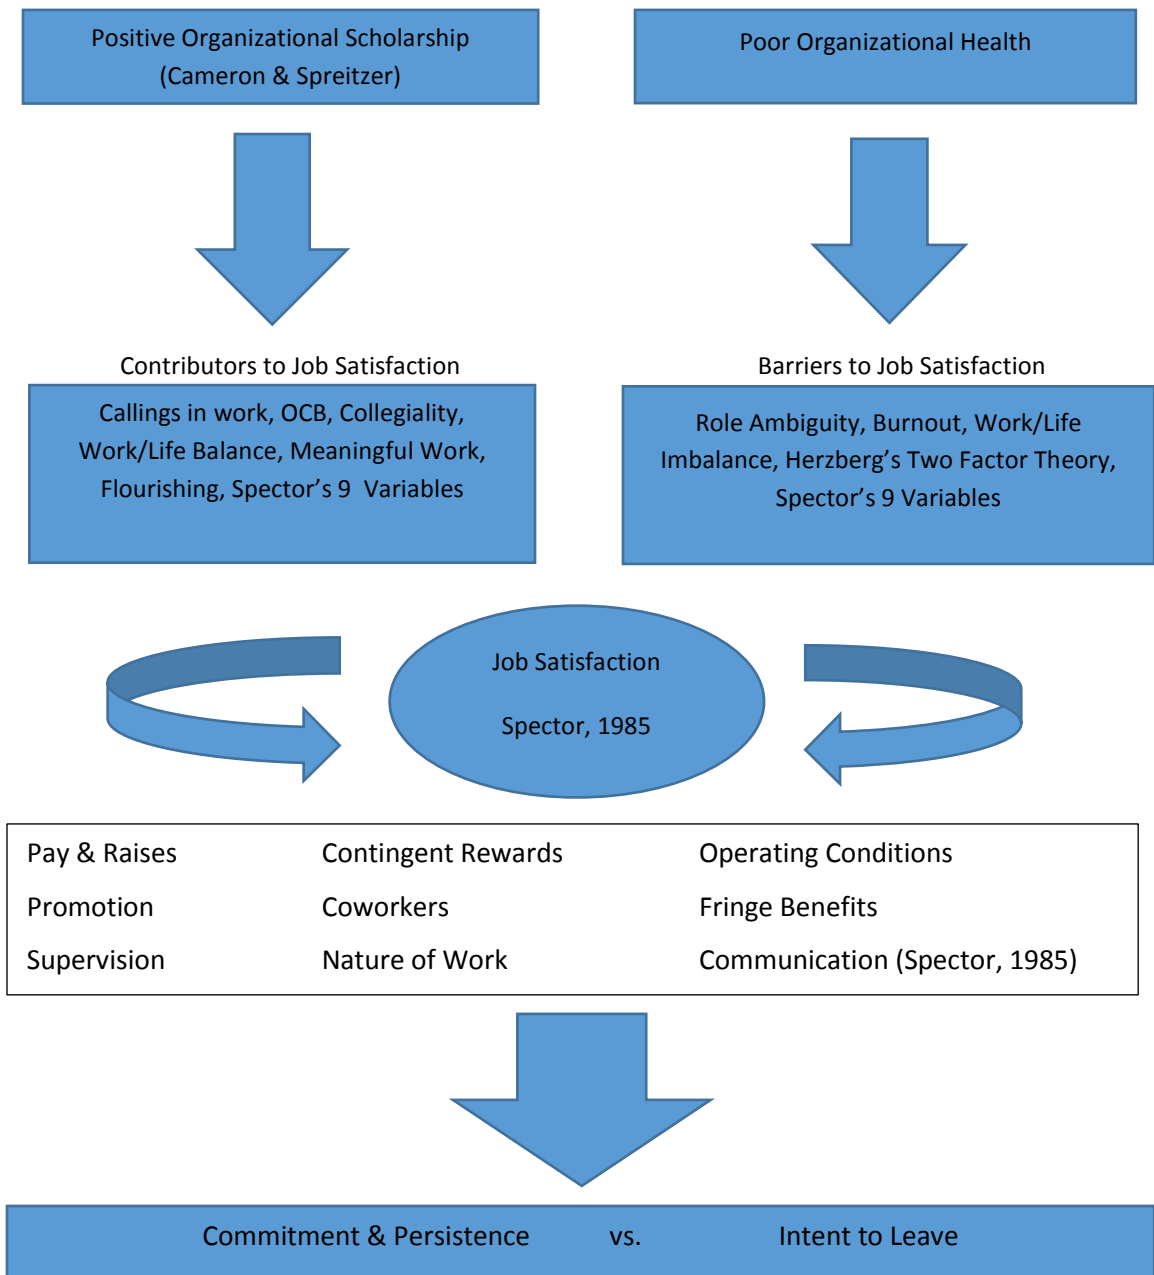 Positive Organizational Scholarship
(Cameron & Spreitzer)
Poor Organizational Health
Contributors to Job Satisfaction
Callings in work, OCB, Collegiality,
Work/Life Balance, Meaningful Work,
Flourishing, Spector’s 9 Variables
Barriers to Job Satisfaction
Role Ambiguity, Burnout, Work/Life
Imbalance, Herzberg’s Two Factor Theory,
Spector’s 9 Variables
Job Satisfaction
Spector, 1985
Pay & Raises Contingent Rewards Operating Conditions
Promotion Coworkers Fringe Benefits
Supervision Nature of Work Communication (Spector, 1985)
Commitment & Persistence vs. Intent to Leave